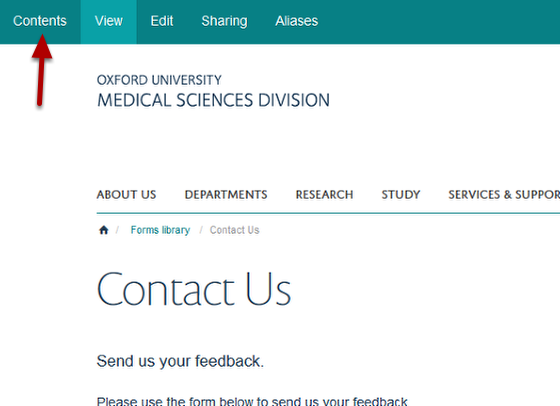 Contents View Edit Sharing Aliases
OXFORD UNIVERSITY
MEDICAL SCIENCES DIVISION
ABOUT US DEPARTMENTS RESEARCH STUDY SERVICES & SUPPOR
/ Forms library / Contact Us
Contact Us
Send us your feedback.
Please use the form below to send us your feedback